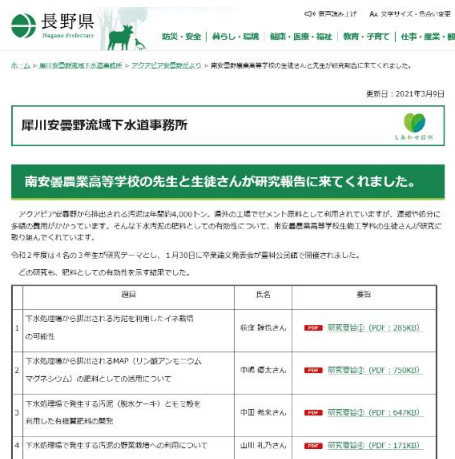 長野県
Nagano Prefecture
音声読み上げ Aa 文字サイズ・色合い変更
防災・安全 暮らし・環境 健康・医療・福祉 教育・子育て 仕事・産業・観
ホーム > 犀川安曇野流域下水道事務所 > アクアピア安曇野だより > 南安曇農業高等学校の生徒さんと先生が研究報告に来てくれました。
更新日：2021年3月9日
犀川安曇野流域下水道事務所
しあわせ信州
南安曇農業高等学校の先生と生徒さんが研究報告に来てくれました。
アクアピア安曇野から排出される汚泥は年間約4,000トン、県外の工場でセメント原料として利用されていますが、運搬や処分に
多額の費用がかかっています。そんな下水汚泥の肥料としての有効性について、南安曇農業高等学校生物工学科の生徒さんが研究に
取り組んでくれています。
令和2年度は4名の3年生が研究テーマとし、1月30日に卒業論文発表会が豊科公民館で開催されました。
どの研究も、肥料としての有効性を示す結果でした。
題目 氏名 要旨
1 下水処理場から排出される汚泥を利用したイネ栽培
の可能性
さん PDF 研究要旨①（PDF：285KB）
2 下水処理場から排出されるMAP（リン酸アンモニウム
マグネシウム）の肥料としての活用について
中嶋 優太さん PDF 研究要旨②（PDF：750KB）
3 下水処理場で発生する汚泥（脱水ケーキ）とモミ殻を
利用した有機質肥料の開発
中田 希来さん PDF 研究要旨③（PDF：647KB）
4 下水処理場で発生する汚泥の野菜栽培への利用について 山川 礼乃さん PDF 研究要旨④（PDF：171KB）